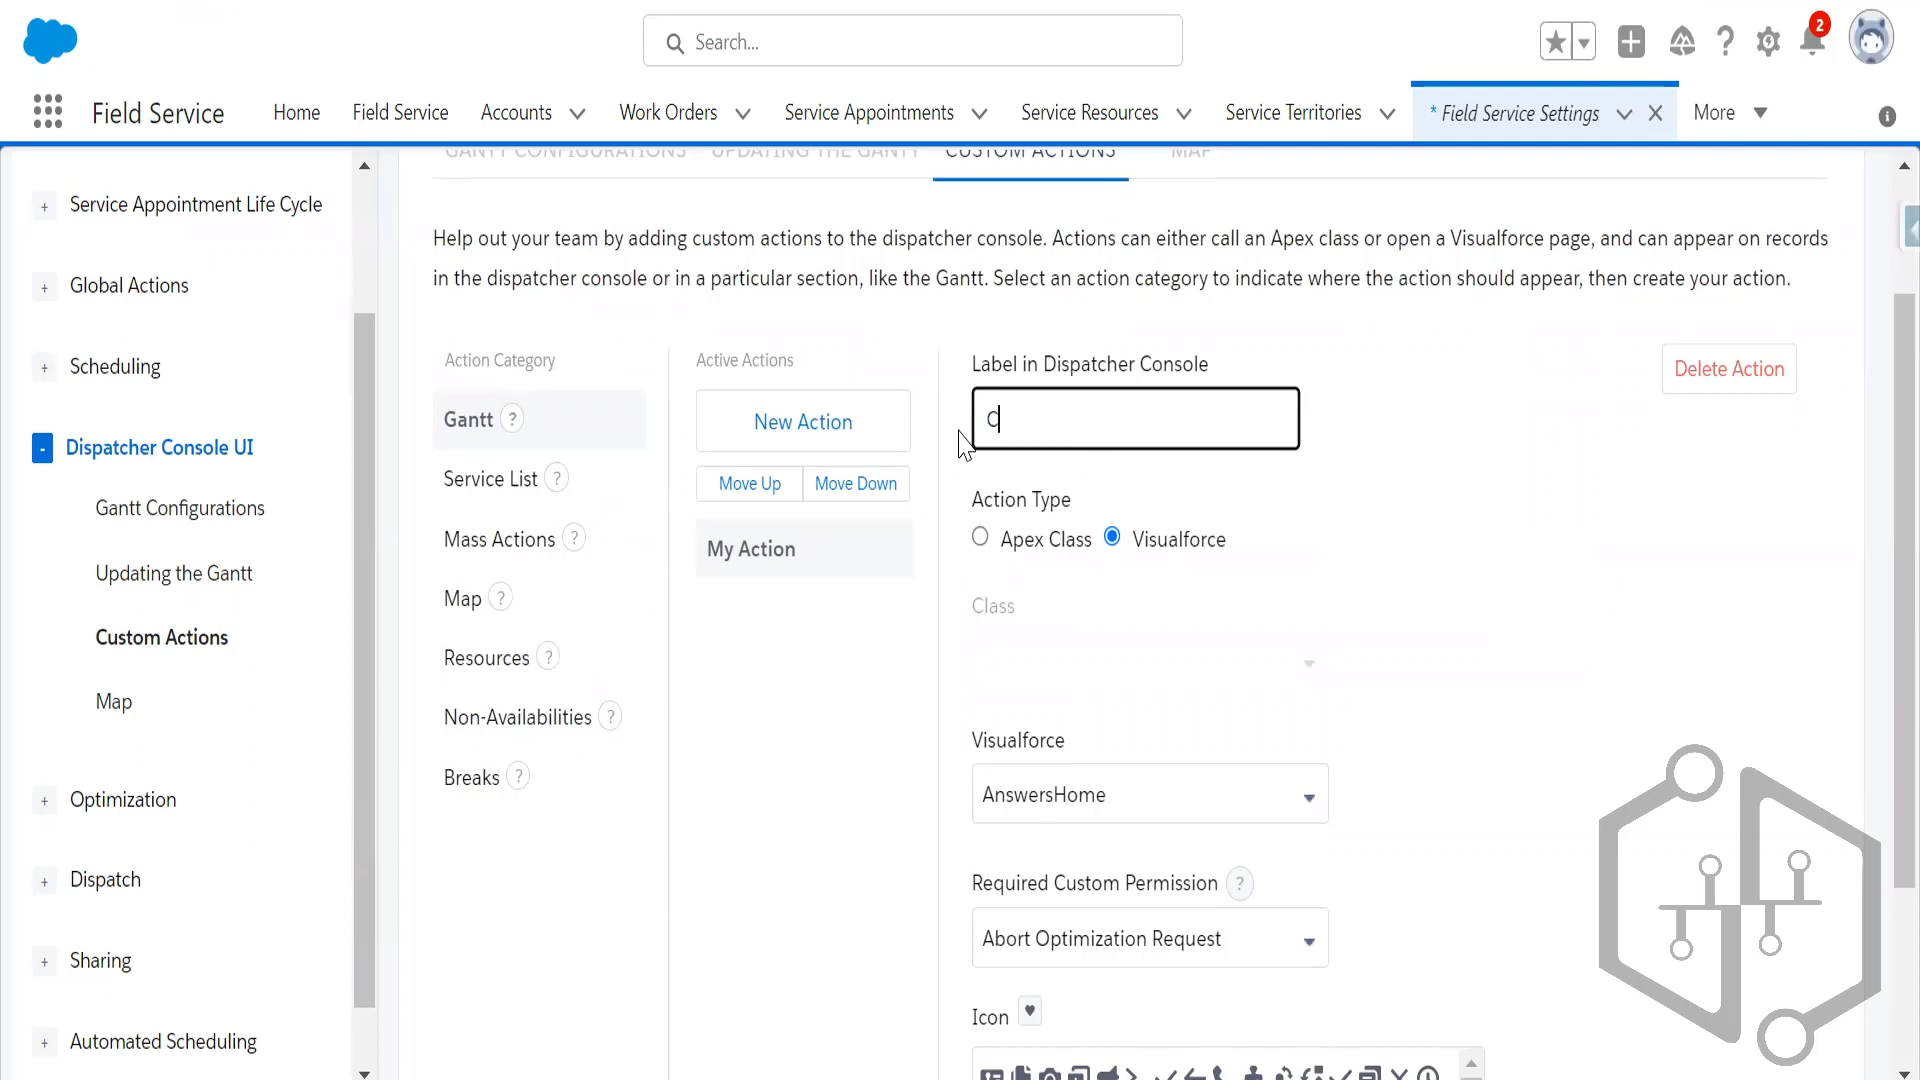 Search...
2
Field Service
Home
Field Service
Accounts
Work Orders
Service Appointments
Service Resources
Service Territories
* Field Service Settings
More
GANTT CONFIGURATIONS
UPDATING THE GANTT
CUSTOM ACTIONS
MAP
Service Appointment Life Cycle
Global Actions
Scheduling
Dispatcher Console UI
Gantt Configurations
Updating the Gantt
Custom Actions
Map
Optimization
Dispatch
Sharing
Automated Scheduling
Help out your team by adding custom actions to the dispatcher console. Actions can either call an Apex class or open a Visualforce page, and can appear on records
in the dispatcher console or in a particular section, like the Gantt. Select an action category to indicate where the action should appear, then create your action.
Action Category
Gantt ?
Service List ?
Mass Actions ?
Map ?
Resources ?
Non-Availabilities ?
Breaks ?
Active Actions
New Action
Move Up
Move Down
My Action
Label in Dispatcher Console
C
Delete Action
Action Type
Apex Class
Visualforce
Class
Visualforce
AnswersHome
Required Custom Permission ?
Abort Optimization Request
Icon